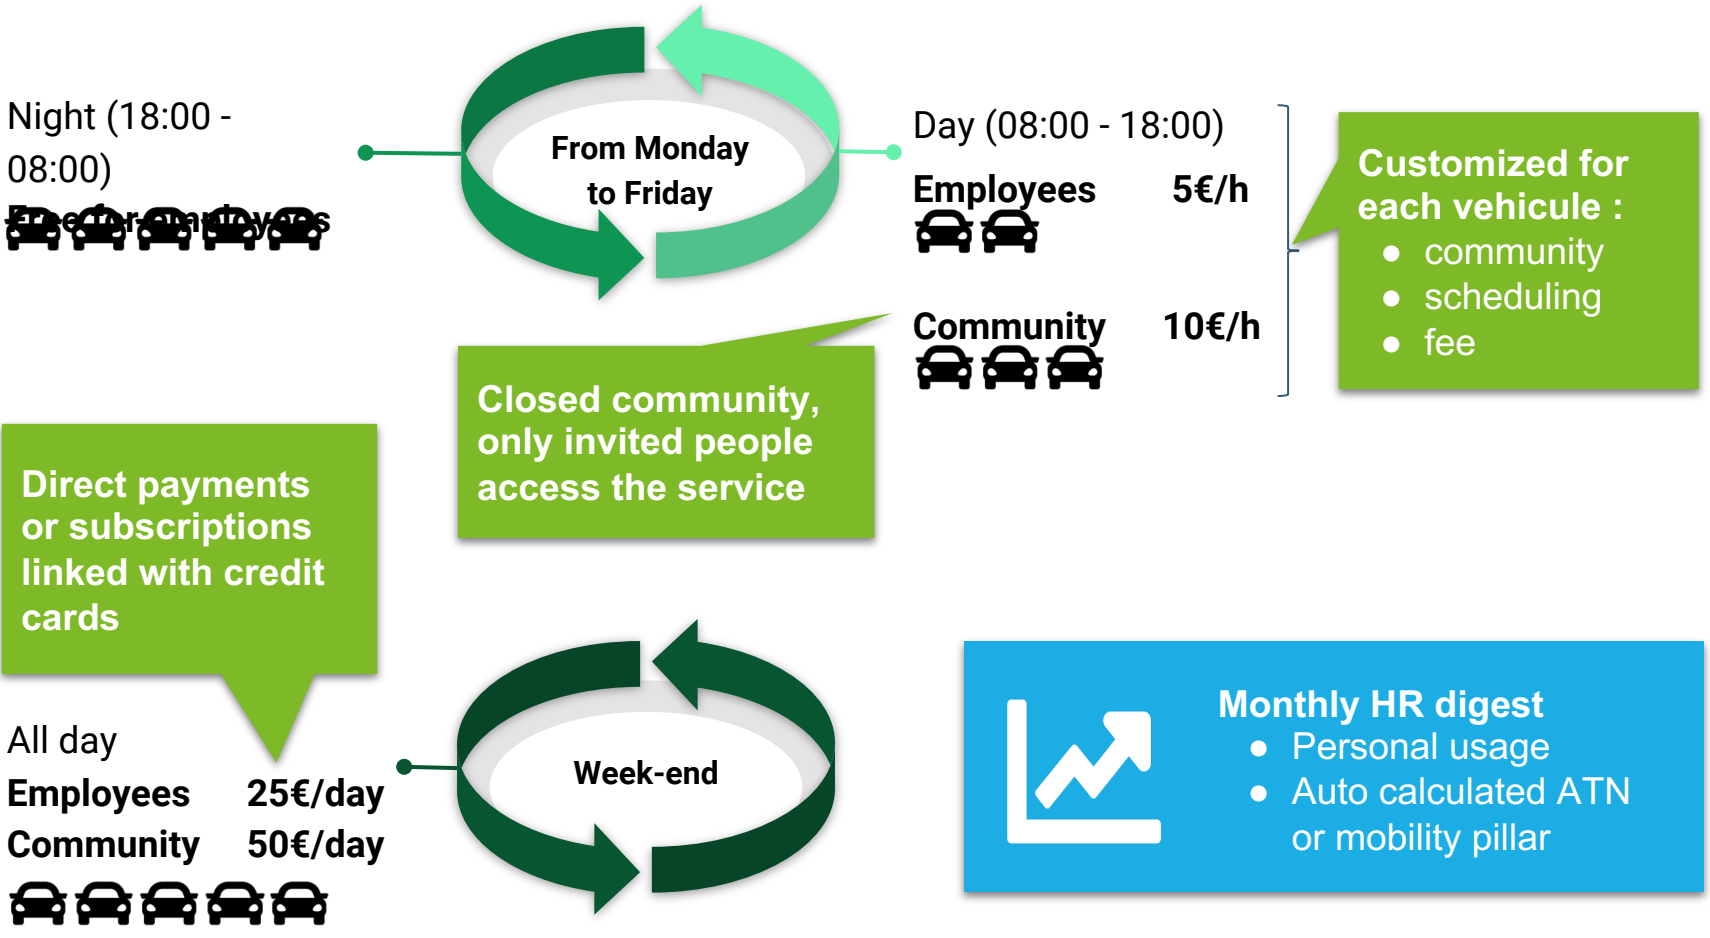 Night (18:00 -
08:00)
Free for employees
From Monday
to Friday
Day (08:00 - 18:00)
Employees 5€/h
Community 10€/h
Customized for
each vehicule :
● community
● scheduling
● fee
Closed community,
only invited people
access the service
Direct payments
or subscriptions
linked with credit
cards
All day
Employees 25€/day
Community 50€/day
Week-end
Monthly HR digest
● Personal usage
● Auto calculated ATN
or mobility pillar